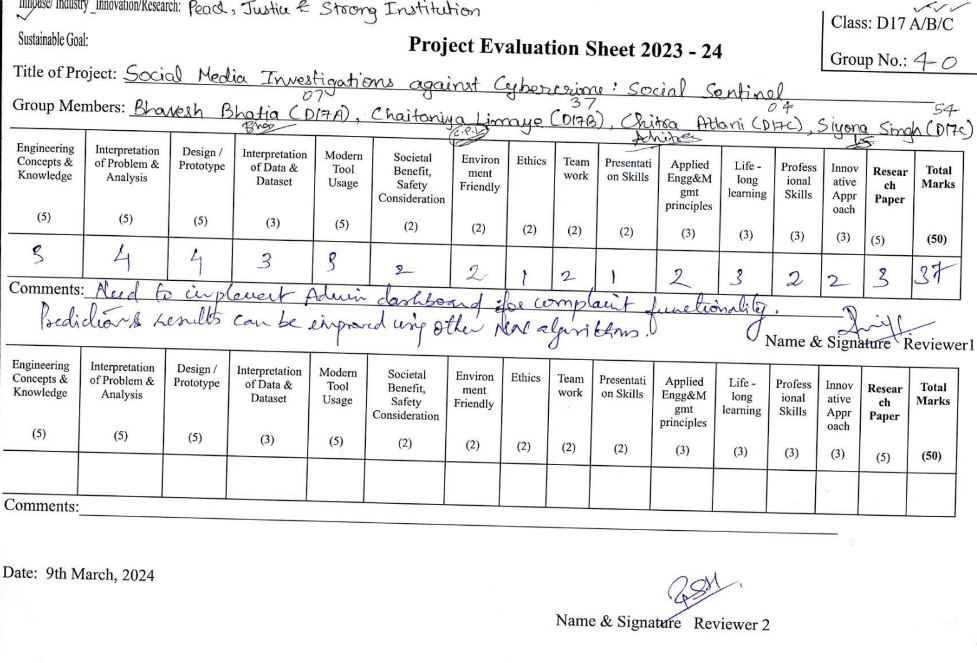 Inhouse/ Industry _Innovation/Research: Peace, Justice & Strong Institution
Class: D17 A/B/C
Sustainable Goal:
Project Evaluation Sheet 2023 - 24
Group No.: 40
Title of Project: Social Media Investigations against Cybercrime : Social Sentinel
07 37 04 54
Group Members: Bhavesh Bhatia (D17A), Chaitaniya Limaye (D17B), Chitra Atlani (D17C), Siyona Singh (D17C)
Engineering Concepts & Knowledge (5) Interpretation of Problem & Analysis (5) Design / Prototype (5) Interpretation of Data & Dataset (3) Modern Tool Usage (5) Societal Benefit, Safety Consideration (2) Environ ment Friendly (2) Ethics (2) Team work (2) Presentati on Skills (2) Applied Engg&M gmt principles (3) Life - long learning (3) Profess ional Skills (3) Innov ative Appr oach (3) Resear ch Paper (5) Total Marks (50)
3 4 4 3 3 2 2 1 2 1 2 3 2 2 3 37
Comments: Need to implement Admin dashboard for complaint functionality.
Predictions results can be improved using other algorithms.
Name & Signature Reviewer1
Engineering Concepts & Knowledge (5) Interpretation of Problem & Analysis (5) Design / Prototype (5) Interpretation of Data & Dataset (3) Modern Tool Usage (5) Societal Benefit, Safety Consideration (2) Environ ment Friendly (2) Ethics (2) Team work (2) Presentati on Skills (2) Applied Engg&M gmt principles (3) Life - long learning (3) Profess ional Skills (3) Innov ative Appr oach (3) Resear ch Paper (5) Total Marks (50)
Comments:
Date: 9th March, 2024
Name & Signature Reviewer 2